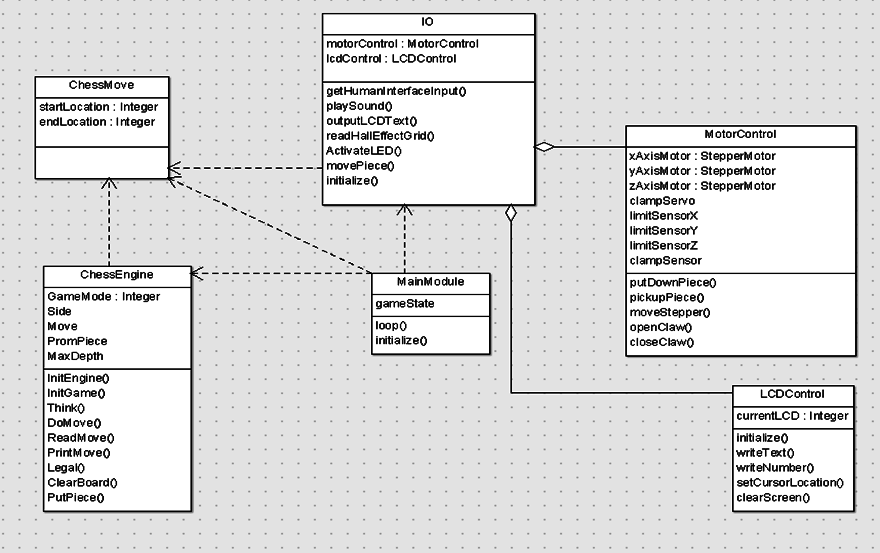 IO
motorControl : MotorControl
lcdControl : LCDControl
getHumanInterfaceInput()
playSound()
outputLCDText()
readHallEffectGrid()
ActivateLED()
movePiece()
initialize()
ChessMove
startLocation : Integer
endLocation : Integer
MotorControl
xAxisMotor : StepperMotor
yAxisMotor : StepperMotor
zAxisMotor : StepperMotor
clampServo
limitSensorX
limitSensorY
limitSensorZ
clampSensor
putDownPiece()
pickupPiece()
moveStepper()
openClaw()
closeClaw()
ChessEngine
GameMode : Integer
Side
Move
PromPiece
MaxDepth
InitEngine()
InitGame()
Think()
DoMove()
ReadMove()
PrintMove()
Legal()
ClearBoard()
PutPiece()
MainModule
gameState
loop()
initialize()
LCDControl
currentLCD : Integer
initialize()
writeText()
writeNumber()
setCursorLocation()
clearScreen()